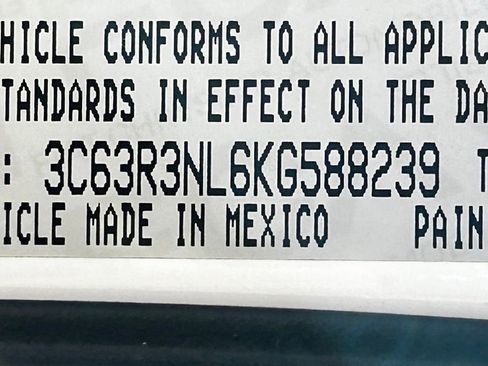 HICLE CONFORMS TO ALL APPLIC
TANDARDS IN EFFECT ON THE DA
: 3C63R3NL6KG588239 T
ICLE MADE IN MEXICO PAIN